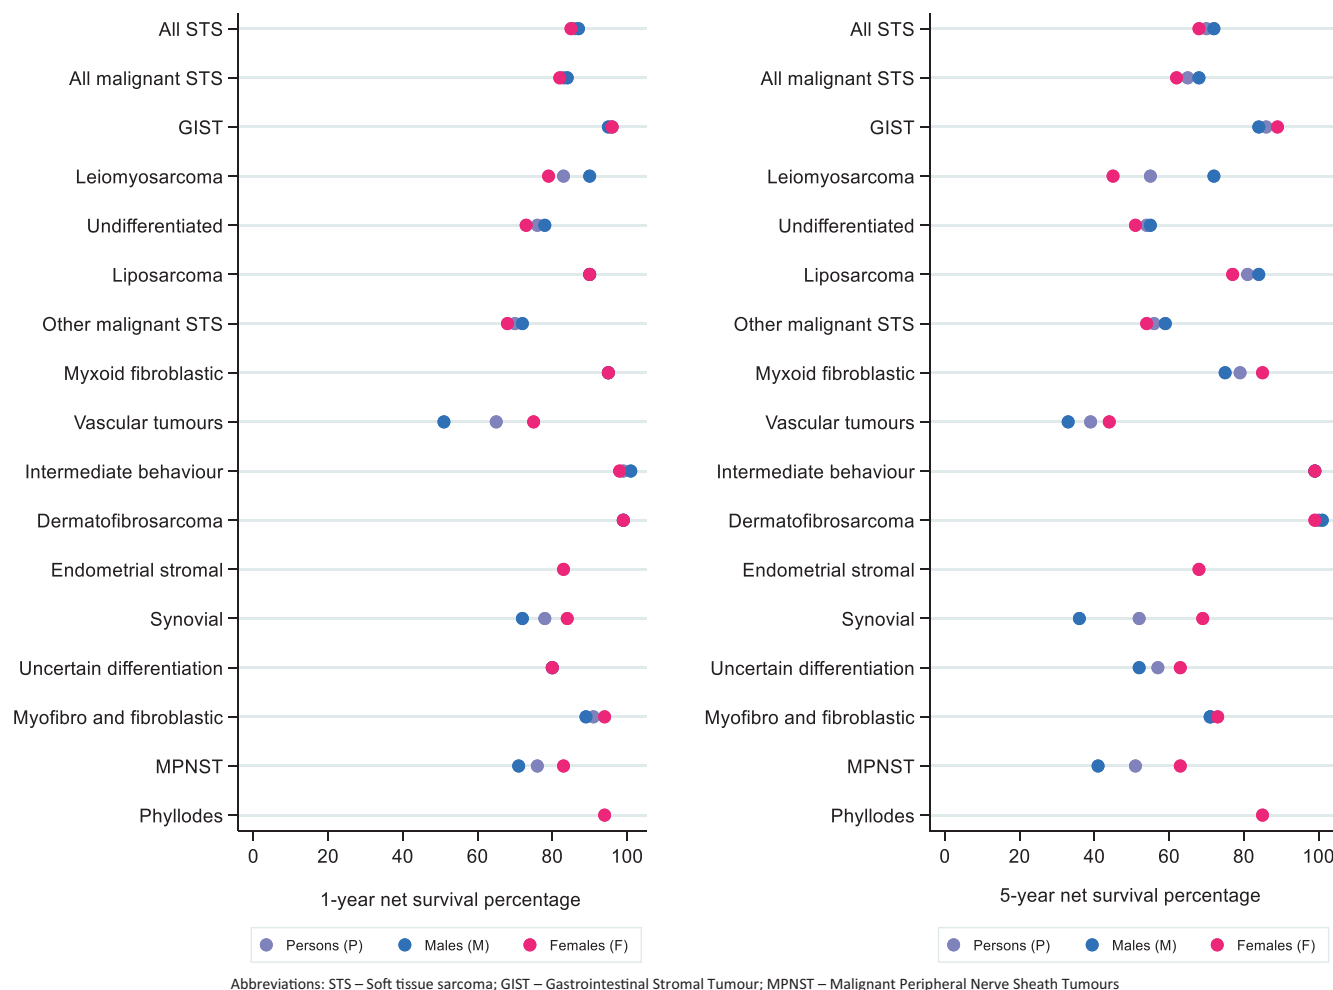 All STS
All malignant STS
GIST
Leiomyosarcoma
Undifferentiated
Liposarcoma
Other malignant STS
Myxoid fibroblastic
Vascular tumours
Intermediate behaviour
Dermatofibrosarcoma
Endometrial stromal
Synovial
Uncertain differentiation
Myofibro and fibroblastic
MPNST
Phyllodes
0 20 40 60 80 100
1-year net survival percentage
Persons (P) Males (M) Females (F)
All STS
All malignant STS
GIST
Leiomyosarcoma
Undifferentiated
Liposarcoma
Other malignant STS
Myxoid fibroblastic
Vascular tumours
Intermediate behaviour
Dermatofibrosarcoma
Endometrial stromal
Synovial
Uncertain differentiation
Myofibro and fibroblastic
MPNST
Phyllodes
0 20 40 60 80 100
5-year net survival percentage
Persons (P) Males (M) Females (F)
Abbreviations: STS – Soft tissue sarcoma; GIST – Gastrointestinal Stromal Tumour; MPNST – Malignant Peripheral Nerve Sheath Tumours